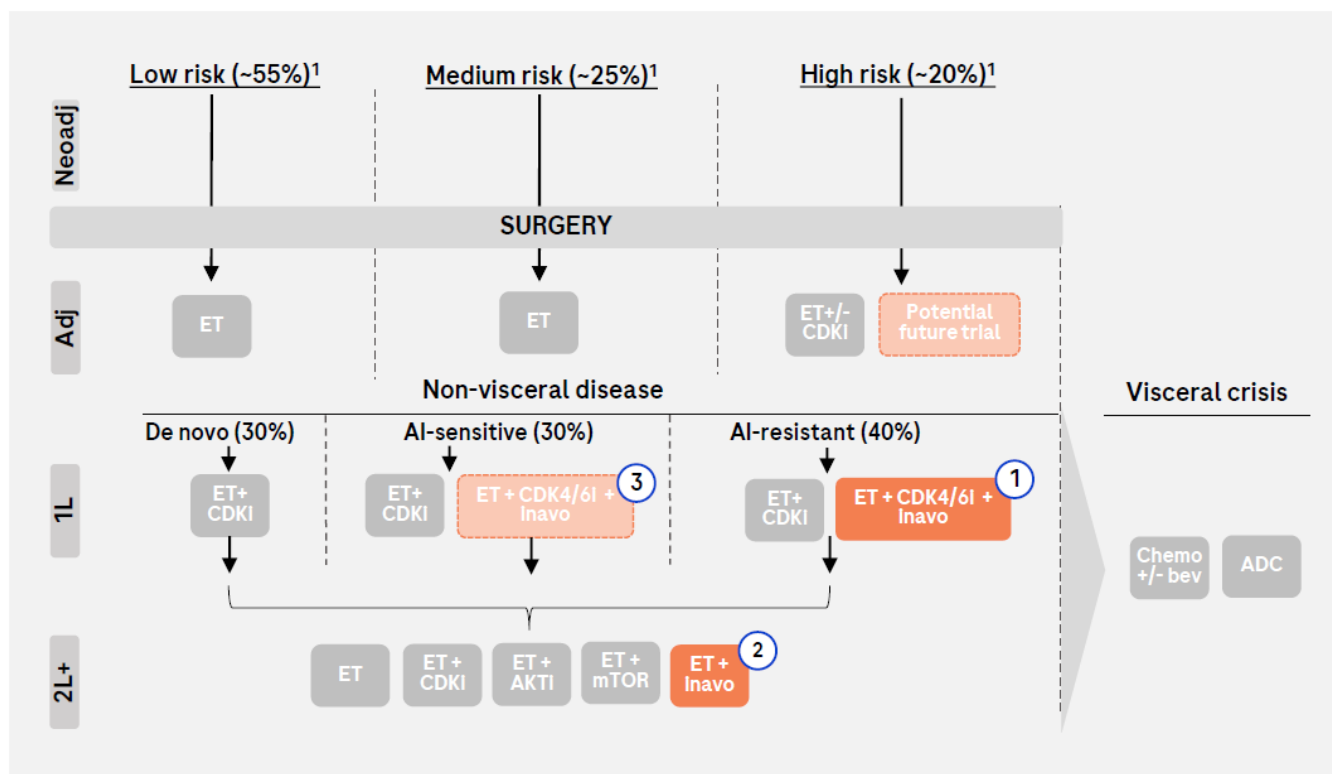 Low risk (~55%)¹
Medium risk (~25%)¹
High risk (~20%)¹
Neoadj
SURGERY
Adj
ET
ET
ET+/-
CDKI
Potential
future trial
Non-visceral disease
Visceral crisis
De novo (30%)
AI-sensitive (30%)
AI-resistant (40%)
1L
ET+
CDKI
ET+
CDKI
ET + CDK4/6I +
Inavo
3
ET+
CDKI
ET + CDK4/6I +
Inavo
1
Chemo
+/- bev
ADC
2L+
ET
ET +
CDKI
ET +
AKTI
ET +
mTOR
ET +
Inavo
2